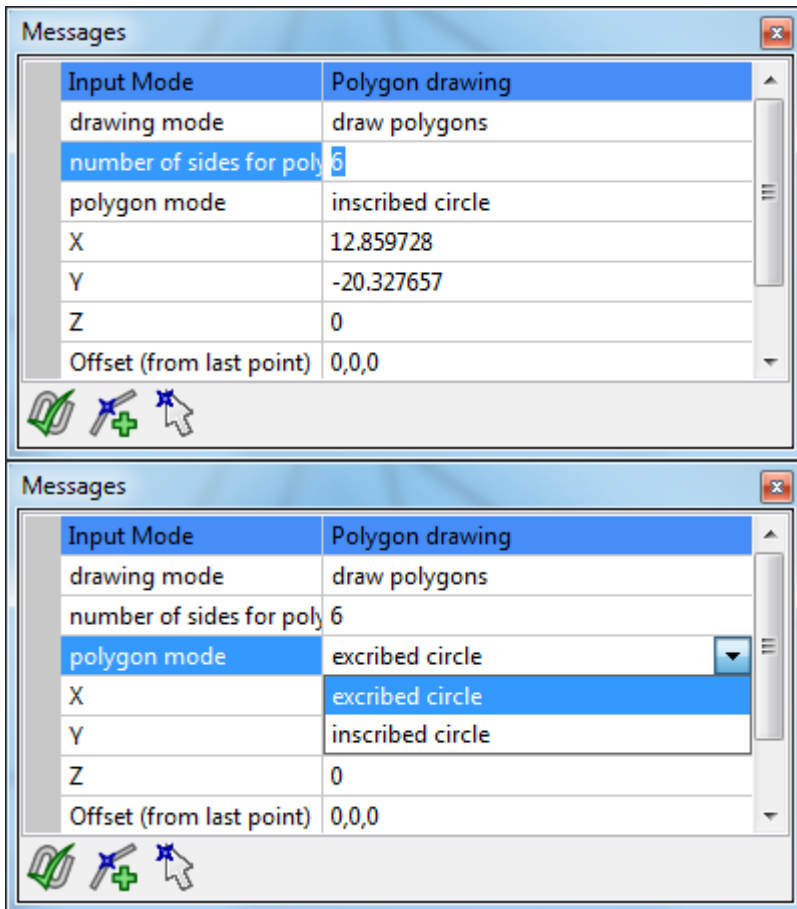 Messages
Input Mode Polygon drawing
drawing mode draw polygons
number of sides for poly 6
polygon mode inscribed circle
X 12.859728
Y -20.327657
Z 0
Offset (from last point) 0,0,0
Messages
Input Mode Polygon drawing
drawing mode draw polygons
number of sides for poly 6
polygon mode excribed circle
X excribed circle
Y inscribed circle
Z 0
Offset (from last point) 0,0,0